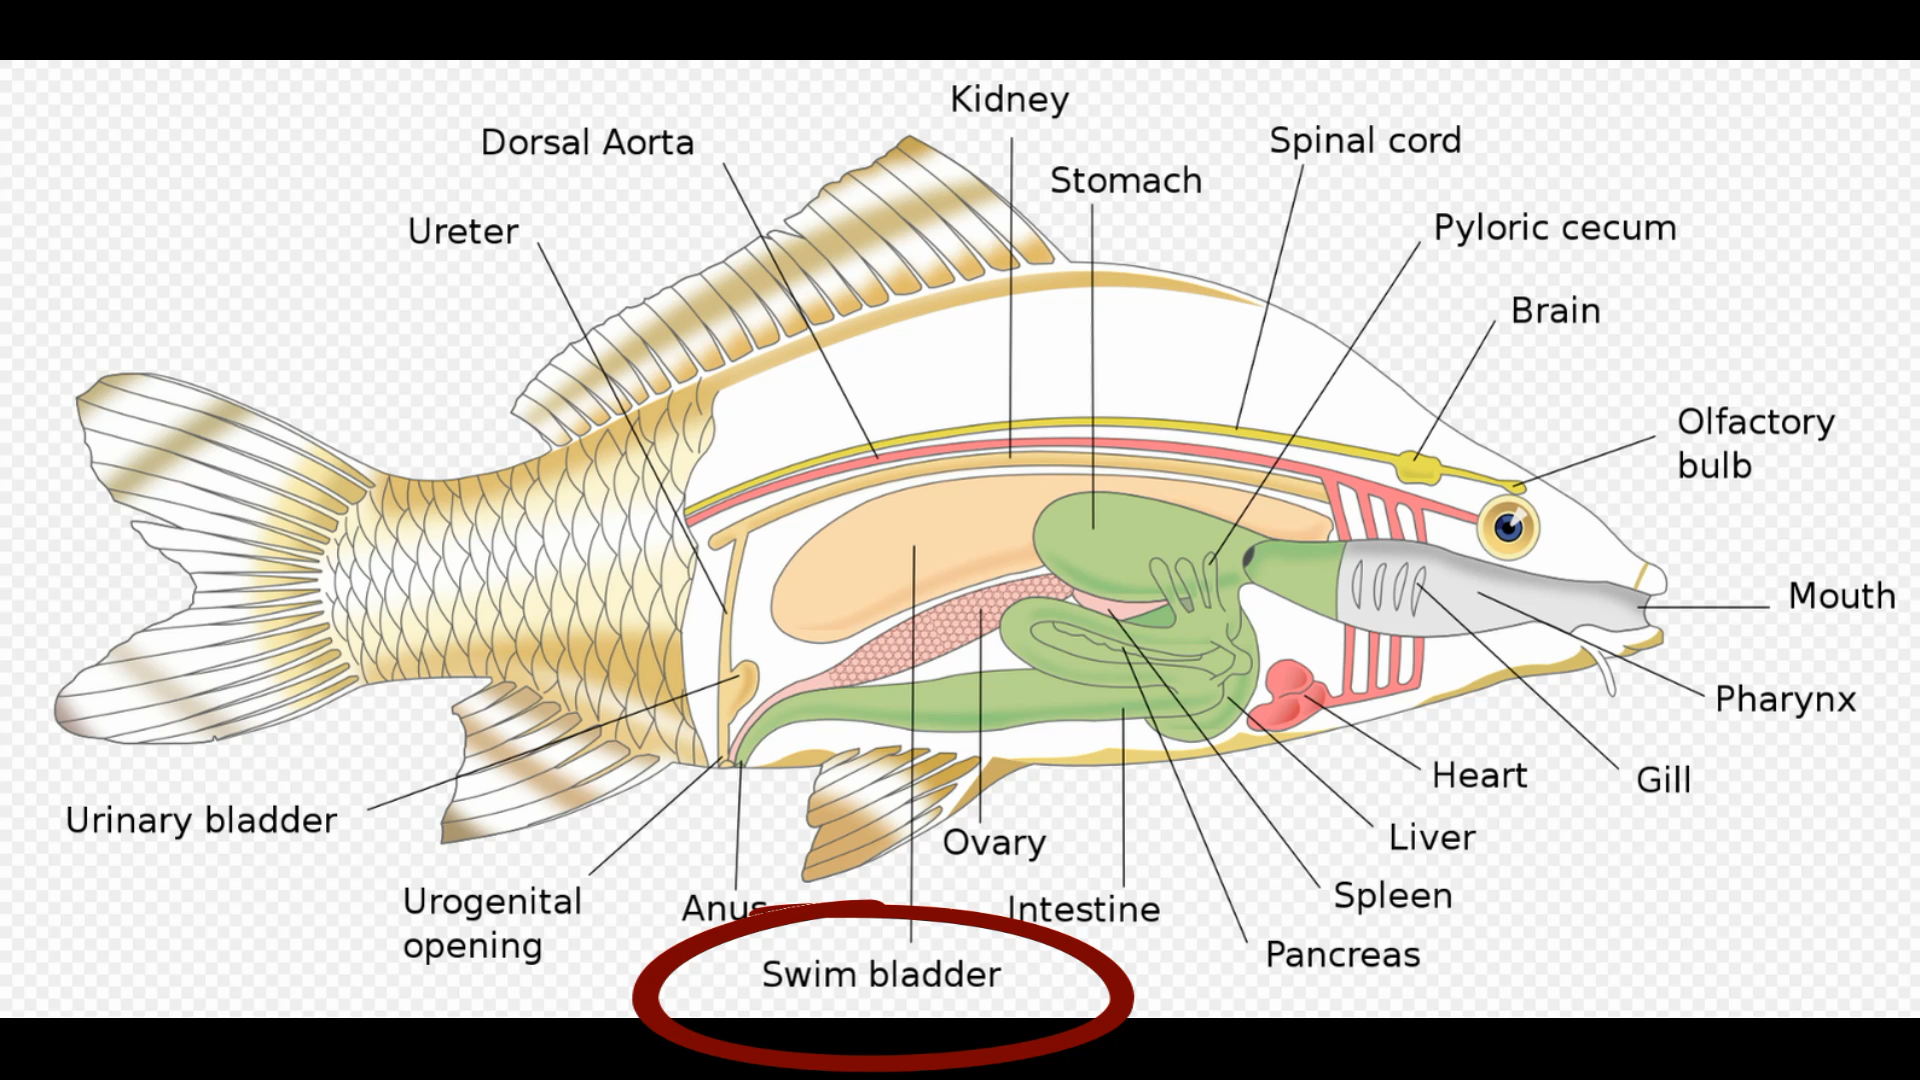 Kidney
Dorsal Aorta
Spinal cord
Stomach
Ureter
Pyloric cecum
Brain
Olfactory
bulb
Mouth
Pharynx
Heart
Gill
Urinary bladder
Liver
Ovary
Spleen
Urogenital
opening
Anus
Intestine
Pancreas
Swim bladder